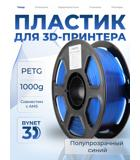 ПЛАСТИК
ДЛЯ 3D-ПРИНТЕРА
PETG
1000g
Совместим
с AMS
BYNET
3D
Полупрозрачный
синий